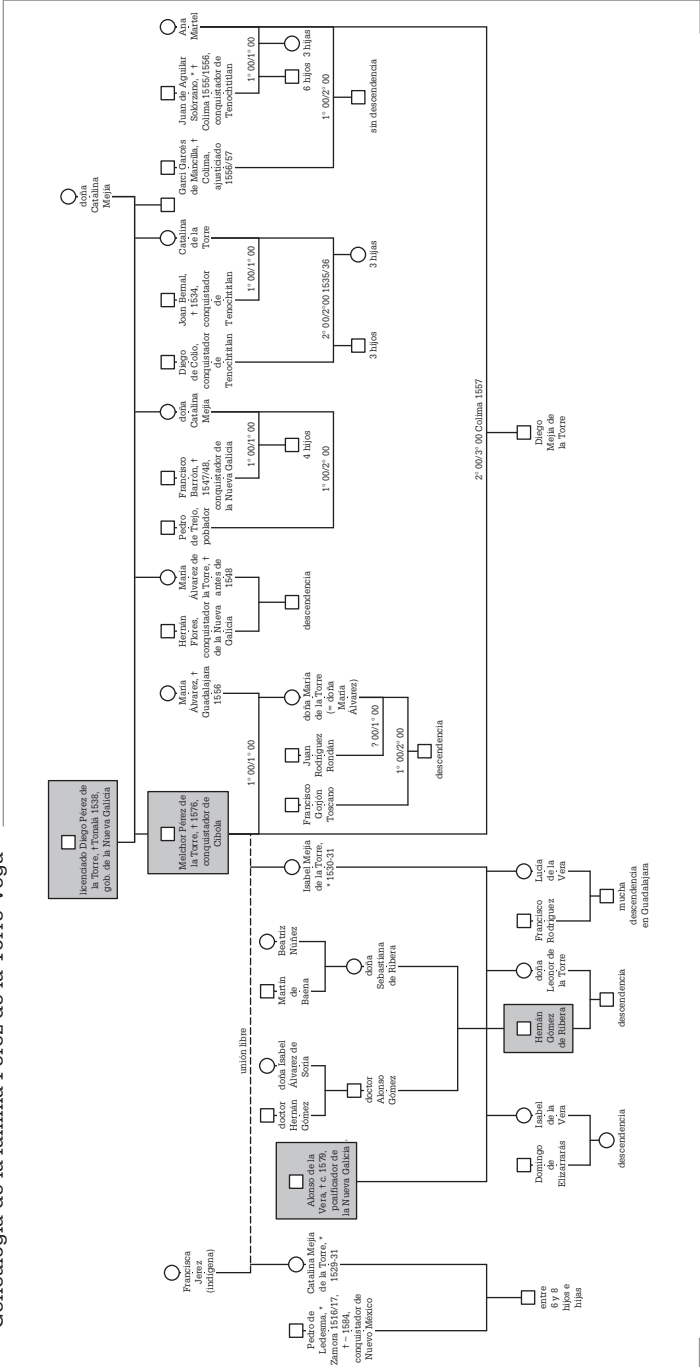 Genealogía de la familia Pérez de la Torre-Vega
licenciado Diego Pérez de
la Torre, † Tonalá 1538,
gob. de la Nueva Galicia
doña
Catalina
Mejía
Francisca
Jerez
(indígena)
unión libre
Melchor Pérez de
la Torre, † 1576,
conquistador de
Cíbola
María
Álvarez, †
Guadalajara
1556
1° 00/1° 00
Hernán
Flores,
conquistador
de la Nueva
Galicia
María
Álvarez de
la Torre, †
antes de
1548
descendencia
Pedro
de Trejo,
poblador
Francisco
Barrón, †
1547/48,
conquistador de
la Nueva Galicia
doña
Catalina
Mejía
1° 00/1° 00
4 hijos
1° 00/2° 00
Diego
de Colio,
conquistador
de
Tenochtitlan
Joan Bernal,
† 1534,
conquistador
de
Tenochtitlan
Catalina
de la
Torre
1° 00/1° 00
2° 00/2° 00 1535/36
3 hijos
3 hijas
Garci Garcés
de Mancilla, †
Colima,
ajusticiado
1556/57
Juan de Aguilar
Solórzano, * †
Colima 1555/1556,
conquistador de
Tenochtitlan
Ana
Martel
1° 00/1° 00
6 hijos
3 hijas
1° 00/2° 00
sin descendencia
Pedro de
Ledesma, *
Zamora 1516/17,
† ~ 1584,
conquistador de
Nuevo México
Catalina Mejía
de la Torre, *
1529-31
entre
6 y 8
hijos e
hijas
Alonso de la
Vera, † c. 1579,
pcaificador de
la Nueva Galicia
doctor
Hernán
Gómez
doña Isabel
Álvarez de
Soria
Martín
de
Baena
Beatriz
Núñez
doctor
Alonso
Gómez
doña
Sebastiana
de Ribera
Isabel Mejía
de la Torre,
* 1530-31
Francisco
Gorjón
Toscano
Juan
Rodríguez
Rondán
doña María
de la Torre
(= doña
María
Álvarez)
? 00/1° 00
1° 00/2° 00
descendencia
2° 00/3° 00 Colima 1557
Diego
Mejía de
la Torre
Domingo
de
Elizarrarás
Isabel
de la
Vera
descendencia
Hernán
Gómez
de Ribera
doña
Leonor de
la Torre
descendencia
Francisco
Rodríguez
Lucía
de la
Vera
mucha
descendencia
en Guadalajara